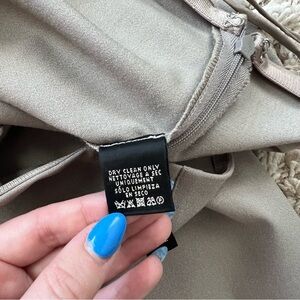 DRY CLEAN ONLY
NETTOYAGE A SEC
UNIQUEMENT
SÓLO LIMPIEZA
EN SECO